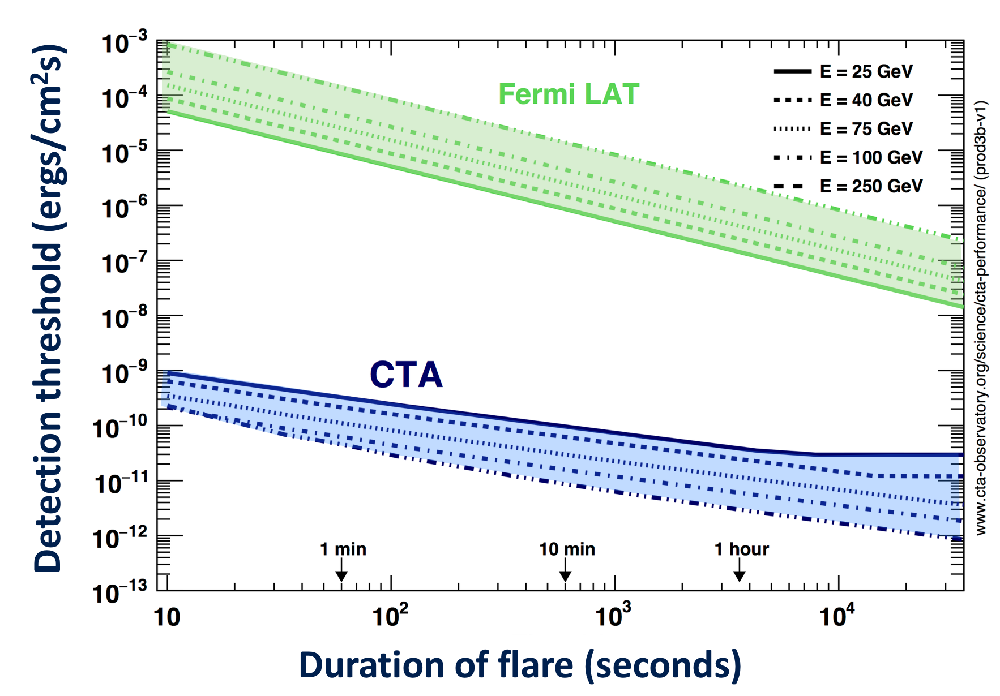 Detection threshold (ergs/cm²s)
10⁻³
10⁻⁴
10⁻⁵
10⁻⁶
10⁻⁷
10⁻⁸
10⁻⁹
10⁻¹⁰
10⁻¹¹
10⁻¹²
10⁻¹³
Fermi LAT
E = 25 GeV
E = 40 GeV
E = 75 GeV
E = 100 GeV
E = 250 GeV
CTA
1 min
10 min
1 hour
10
10²
10³
10⁴
Duration of flare (seconds)
www.cta-observatory.org/science/cta-performance/ (prod3b-v1)